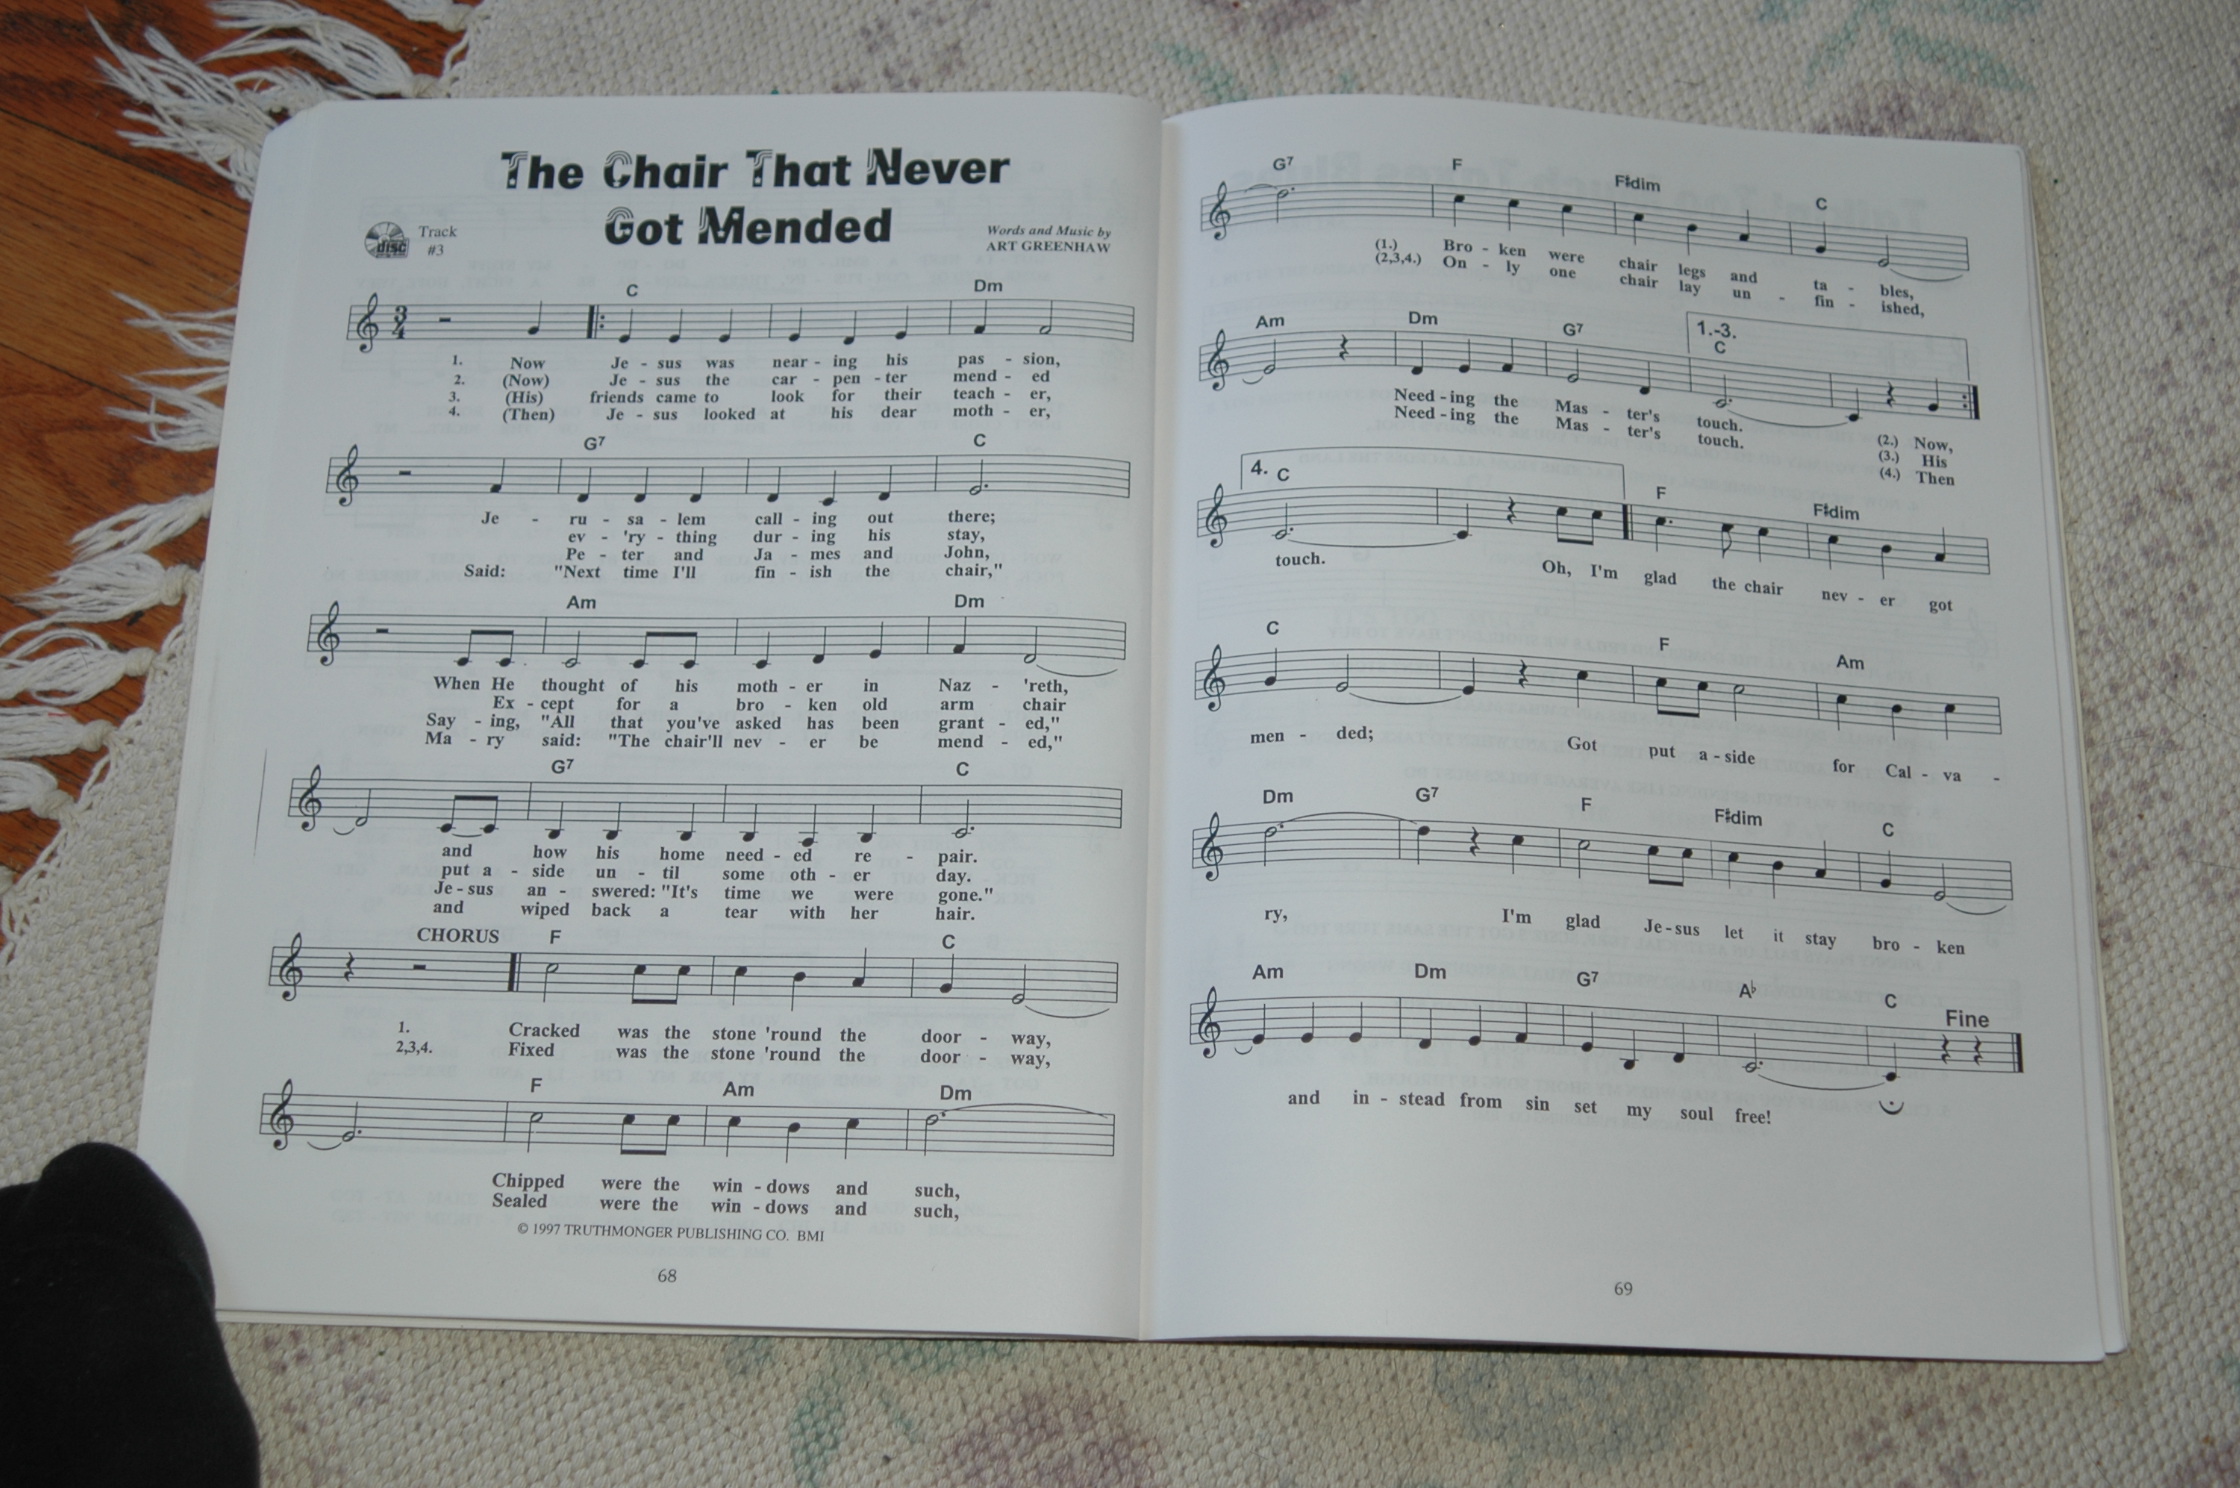 The Chair That Never
Got Mended
disc
Track
#3
Words and Music by
ART GREENHAW
C Dm
3
4
1. Now Je - sus was near - ing his pas - sion,
2. (Now) Je - sus the car - pen - ter mend - ed
3. (His) friends came to look for their teach - er,
4. (Then) Je - sus looked at his dear moth - er,
G7 C
Je - ru - sa - lem call - ing out there;
ev - 'ry - thing dur - ing his stay,
Pe - ter and Ja - mes and John,
Said: "Next time I'll fin - ish the chair,"
Am Dm
When He thought of his moth - er in Naz - 'reth,
Ex - cept for a bro - ken old arm chair
Say - ing, "All that you've asked has been grant - ed,"
Ma - ry said: "The chair'll nev - er be mend - ed,"
G7 C
and how his home need - ed re - pair.
put a - side un - til some oth - er day.
Je - sus an - swered: "It's time we were gone."
and wiped back a tear with her hair.
CHORUS F C
1. Cracked was the stone 'round the door - way,
2,3,4. Fixed was the stone 'round the door - way,
F Am Dm
Chipped were the win - dows and such,
Sealed were the win - dows and such,
© 1997 TRUTHMONGER PUBLISHING CO. BMI
68
G7 F F♯dim C
(1.) Bro - ken were chair legs and ta - bles,
(2,3,4.) On - ly one chair lay un - fin - ished,
Am Dm G7 1.-3. C
Need - ing the Mas - ter's touch.
Need - ing the Mas - ter's touch.
(2.) Now,
(3.) His
(4.) Then
4. C F F♯dim
touch. Oh, I'm glad the chair nev - er got
C F Am
men - ded; Got put a - side for Cal - va -
Dm G7 F F♯dim C
ry, I'm glad Je - sus let it stay bro - ken
Am Dm G7 A♭ C Fine
and in - stead from sin set my soul free!
69